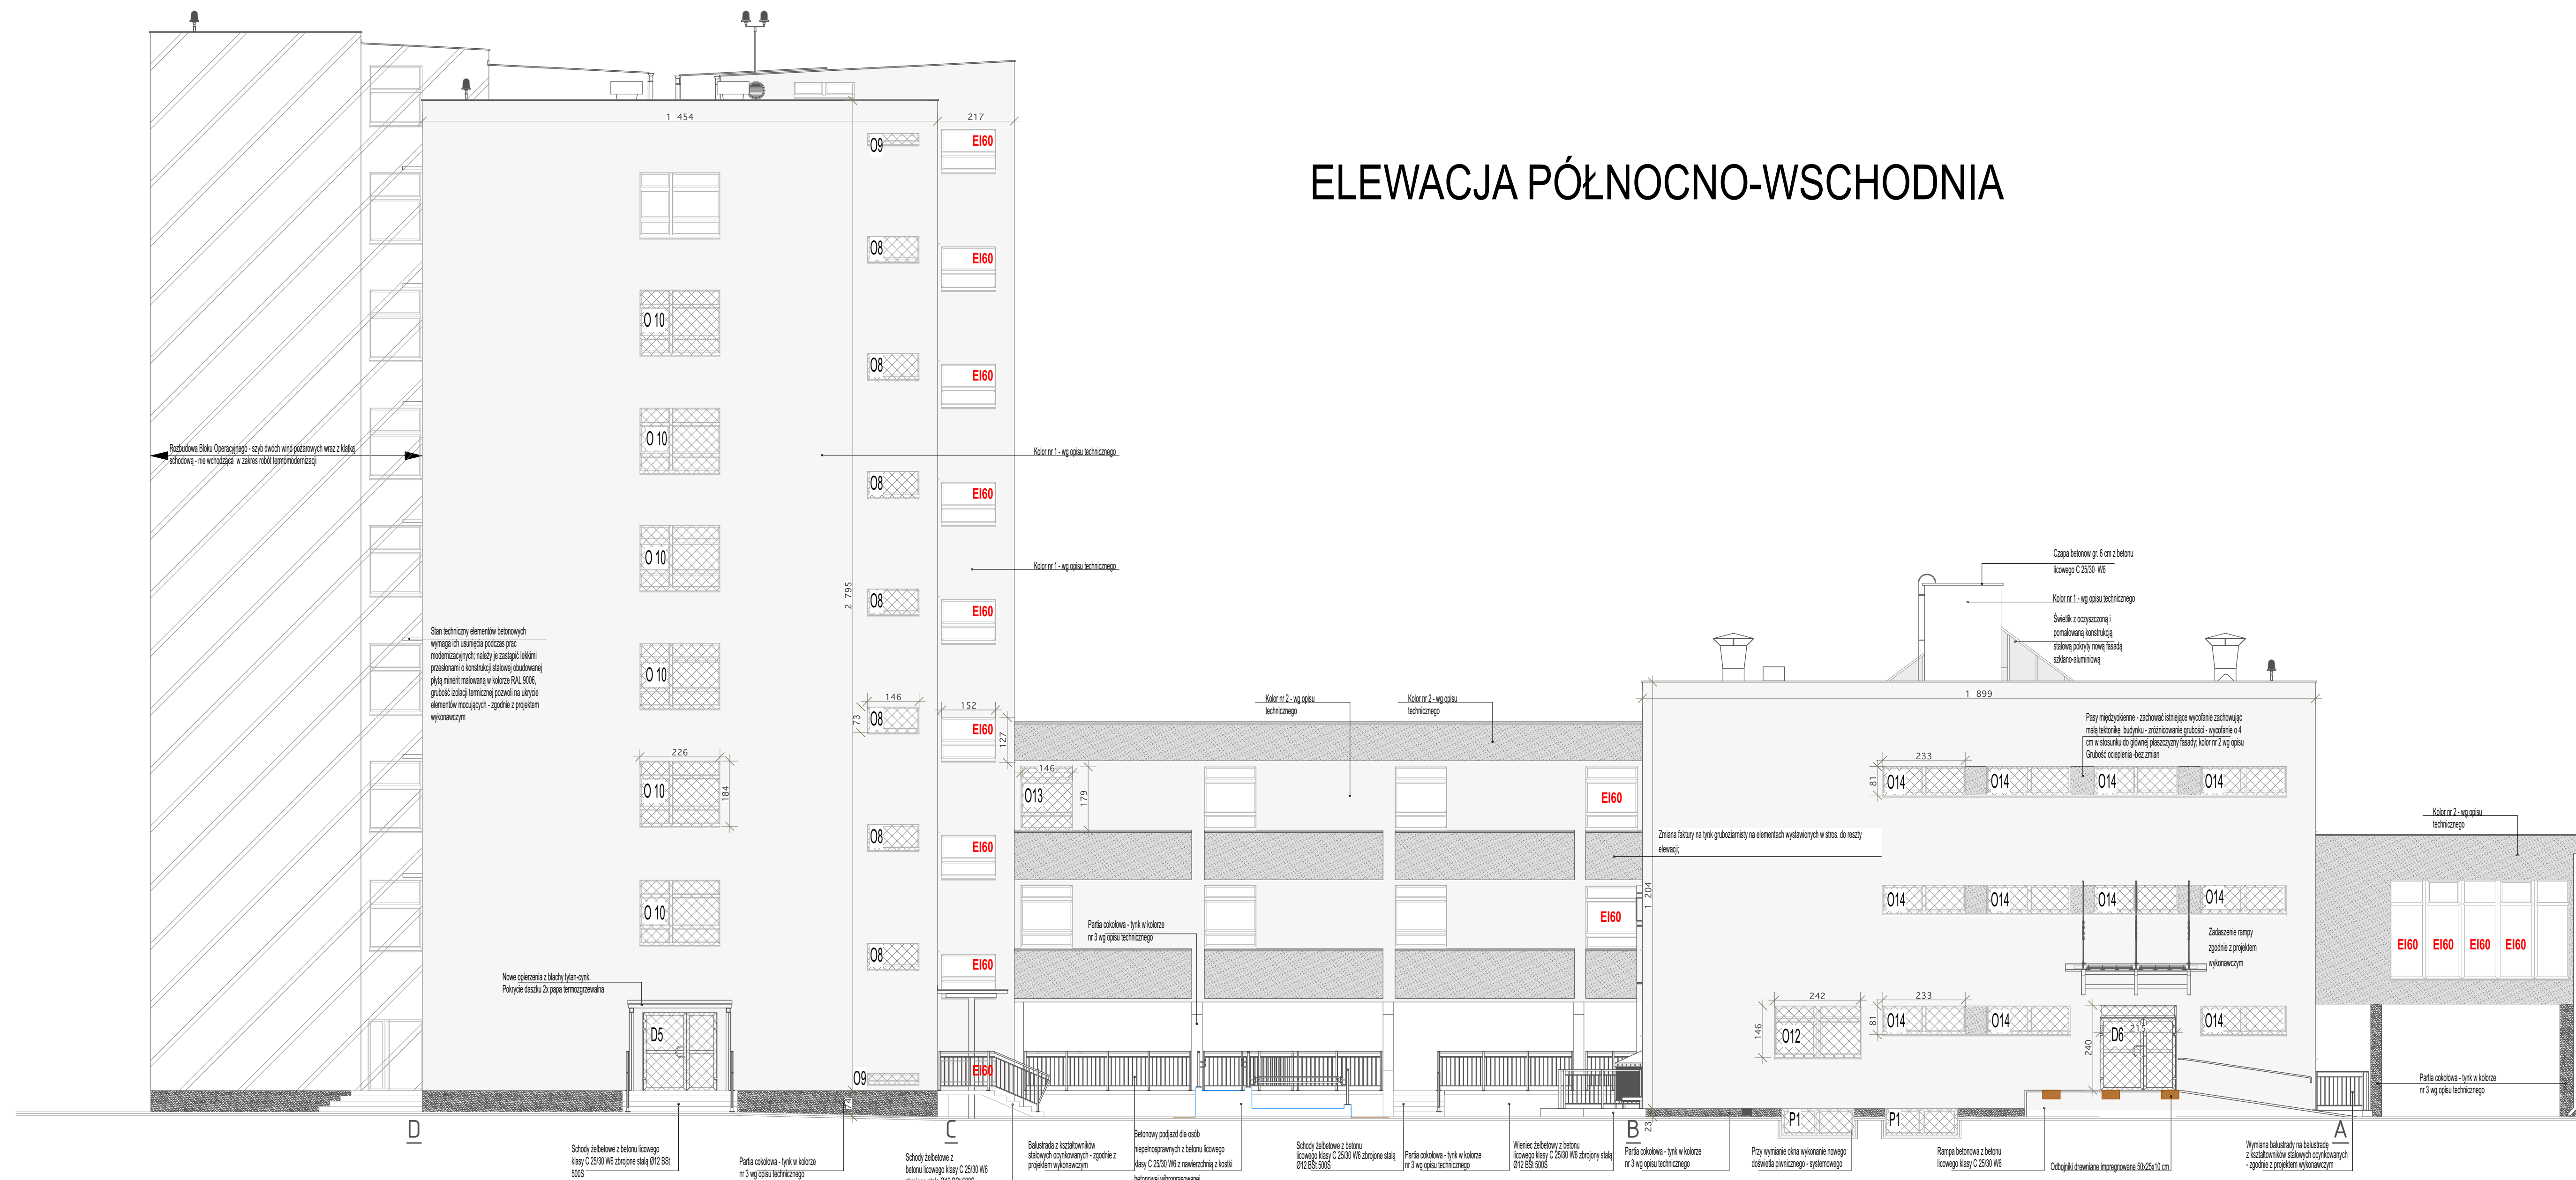 ELEWACJA PÓŁNOCNO-WSCHODNIA
1 454
217
O9
EI60
O8
EI60
O 10
O8
EI60
O 10
O8
EI60
Rozbudowa Bloku Operacyjnego - szyb dwóch wind pożarowych wraz z klatką
schodową - nie wchodząca w zakres robót termomodernizacji
Kolor nr 1 - wg opisu technicznego
O 10
O8
EI60
2 795
Kolor nr 1 - wg opisu technicznego
Czapa betonow gr. 6 cm z betonu
licowego C 25/30 W6
Kolor nr 1 - wg opisu technicznego
Świetlik z oczyszczoną i
pomalowaną konstrukcją
stalową pokryty nową fasadą
szklano-aluminiową
Stan techniczny elementów betonowych
wymaga ich usunięcia podczas prac
modernizacyjnych; należy je zastąpić lekkimi
przesłonami o konstrukcji stalowej obudowanej
płytą minerit malowaną w kolorze RAL 9006,
grubość izolacji termicznej pozwoli na ukrycie
elementów mocujących - zgodnie z projektem
wykonawczym
O 10
146
73
O8
152
EI60
127
Kolor nr 2 - wg opisu
technicznego
Kolor nr 2 - wg opisu
technicznego
1 899
Pasy międzyokienne - zachować istniejące wycofanie zachowując
małą tektonikę budynku - zróżnicowanie grubości - wycofanie o 4
cm w stosunku do głównej płaszczyzny fasady; kolor nr 2 wg opisu
Grubość ocieplenia -bez zmian
226
O 10
184
146
O13
179
EI60
233
81
O14
O14
O14
O14
O8
EI60
Zmiana faktury na tynk gruboziarnisty na elementach wystawionych w stros. do reszty
elewacji;
Kolor nr 2 - wg opisu
technicznego
O 10
EI60
1 204
O14
O14
O14
O14
Partia cokołowa - tynk w kolorze
nr 3 wg opisu technicznego
Zadaszenie rampy
zgodnie z projektem
wykonawczym
EI60
EI60
EI60
EI60
O8
EI60
Nowe opierzenia z blachy tytan-cynk.
Pokrycie daszku 2x papa termozgrzewalna
D5
242
146
O12
233
81
O14
O14
D6
215
240
O14
O9
EI60
74
Partia cokołowa - tynk w kolorze
nr 3 wg opisu technicznego
P1
P1
23
D
C
B
A
Schody żelbetowe z betonu licowego
klasy C 25/30 W6 zbrojone stalą Ø12 BSt
500S
Partia cokołowa - tynk w kolorze
nr 3 wg opisu technicznego
Schody żelbetowe z
betonu licowego klasy C 25/30 W6
Balustrada z kształtowników
stalowych ocynkowanych - zgodnie z
projektem wykonawczym
Betonowy podjazd dla osób
niepełnosprawnych z betonu licowego
klasy C 25/30 W6 z nawierzchnią z kostki
betonowej wibroprasowanej
Schody żelbetowe z betonu
licowego klasy C 25/30 W6 zbrojone stalą
Ø12 BSt 500S
Partia cokołowa - tynk w kolorze
nr 3 wg opisu technicznego
Wieniec żelbetowy z betonu
licowego klasy C 25/30 W6 zbrojony stalą
Ø12 BSt 500S
Partia cokołowa - tynk w kolorze
nr 3 wg opisu technicznego
Przy wymianie okna wykonanie nowego
doświetla piwnicznego - systemowego
Rampa betonowa z betonu
licowego klasy C 25/30 W6
Odbojniki drewniane impregnowane 50x25x10 cm
Wymiana balustrady na balustradę
z kształtowników stalowych ocynkowanych
- zgodnie z projektem wykonawczym